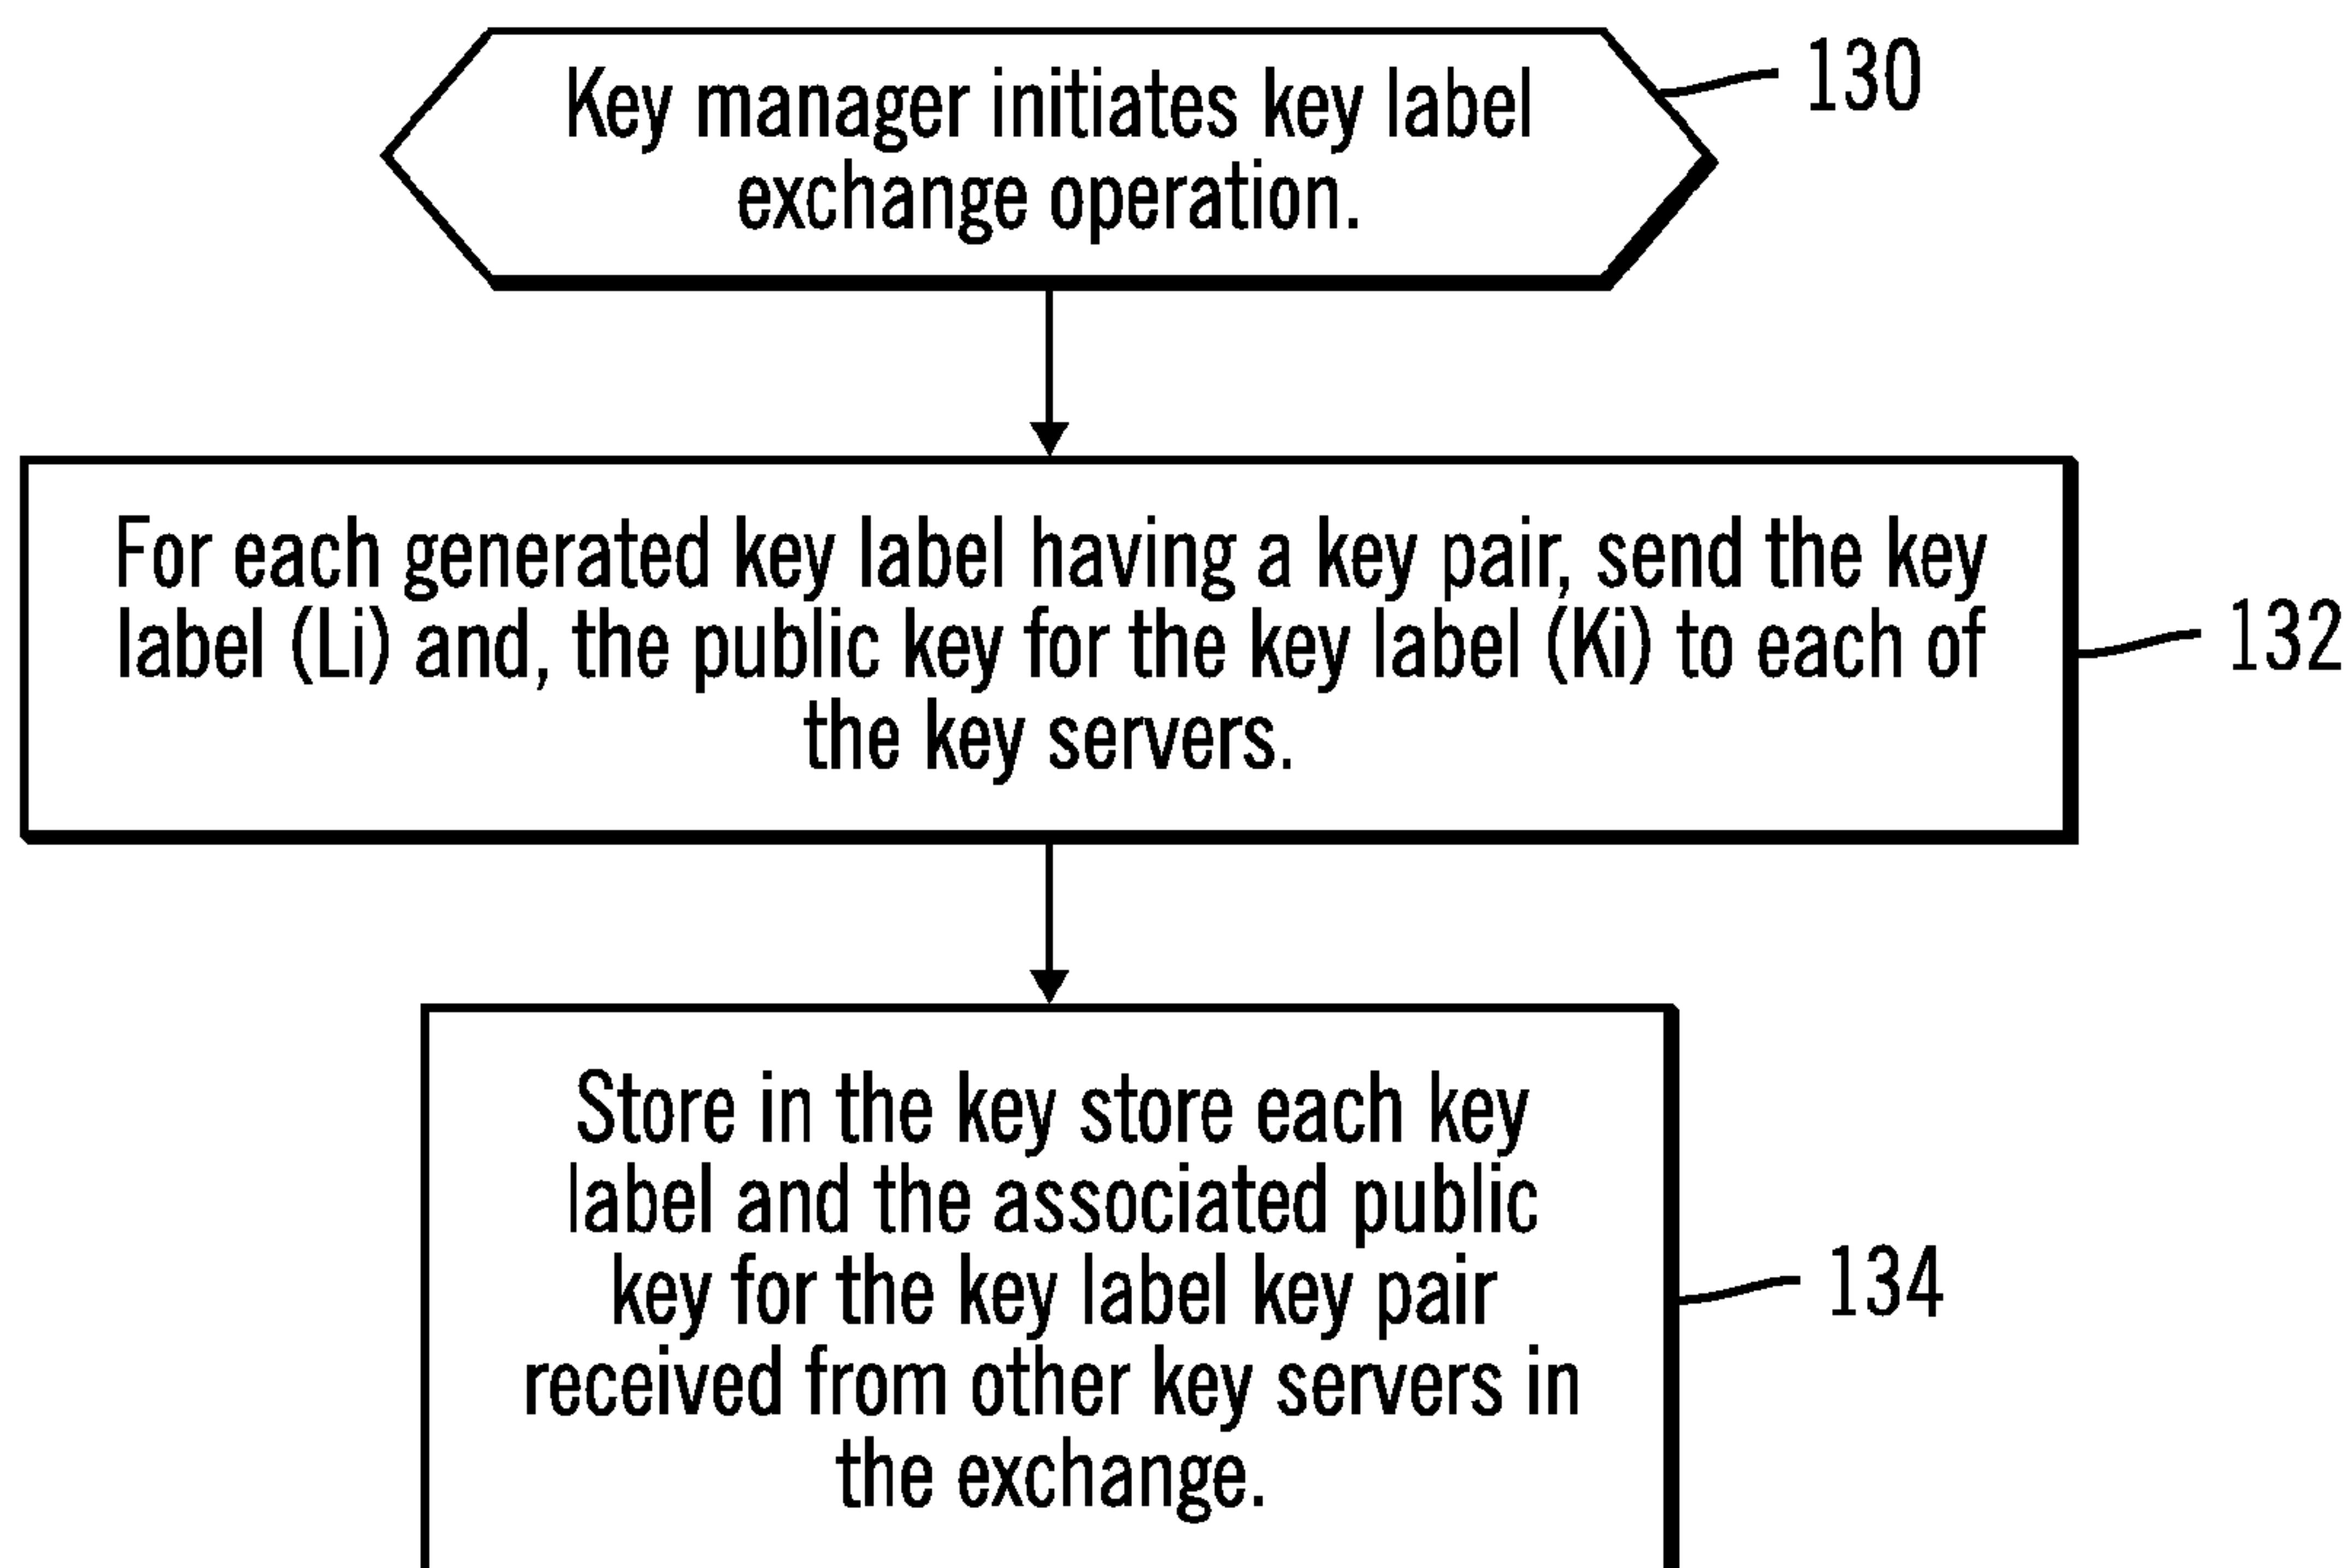 Key manager initiates key label
exchange operation.
130
For each generated key label having a key pair, send the key
label (Li) and, the public key for the key label (Ki) to each of
the key servers.
132
Store in the key store each key
label and the associated public
key for the key label key pair
received from other key servers in
the exchange.
134